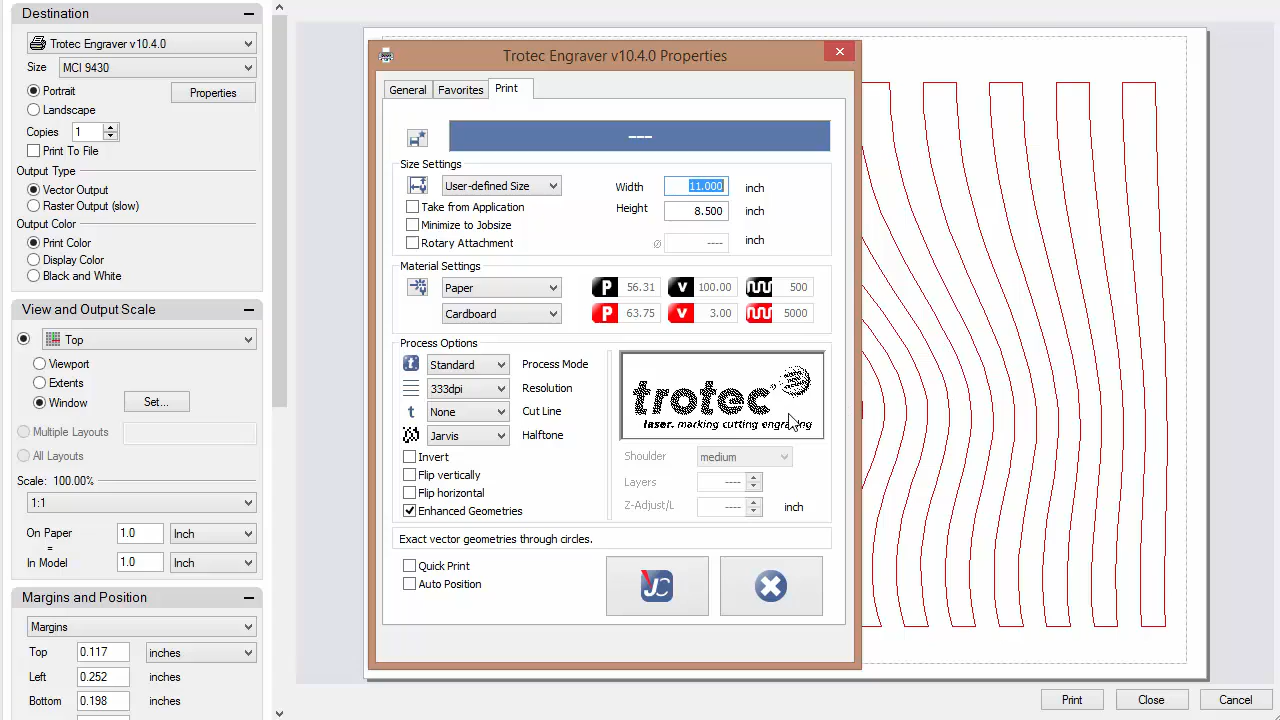 Destination
Trotec Engraver v10.4.0
Size MCI 9430
Portrait
Landscape
Properties
Copies 1
Print To File
Output Type
Vector Output
Raster Output (slow)
Output Color
Print Color
Display Color
Black and White
View and Output Scale
Top
Viewport
Extents
Window
Set...
Multiple Layouts
All Layouts
Scale: 100.00%
1:1
On Paper 1.0 Inch
=
In Model 1.0 Inch
Margins and Position
Margins
Top 0.117 inches
Left 0.252 inches
Bottom 0.198 inches
Trotec Engraver v10.4.0 Properties
General Favorites Print
---
Size Settings
User-defined Size
Width 11.000 inch
Take from Application
Height 8.500 inch
Minimize to Jobsize
Rotary Attachment
⌀ ---- inch
Material Settings
Paper P 56.31 v 100.00 500
Cardboard P 63.75 v 3.00 5000
Process Options
t Standard Process Mode
333dpi Resolution
t None Cut Line
Jarvis Halftone
Invert
Flip vertically
Flip horizontal
Enhanced Geometries
trotec
laser. marking cutting engraving
Shoulder medium
Layers ----
Z-Adjust/L ---- inch
Exact vector geometries through circles.
Quick Print
Auto Position
JC
Print Close Cancel